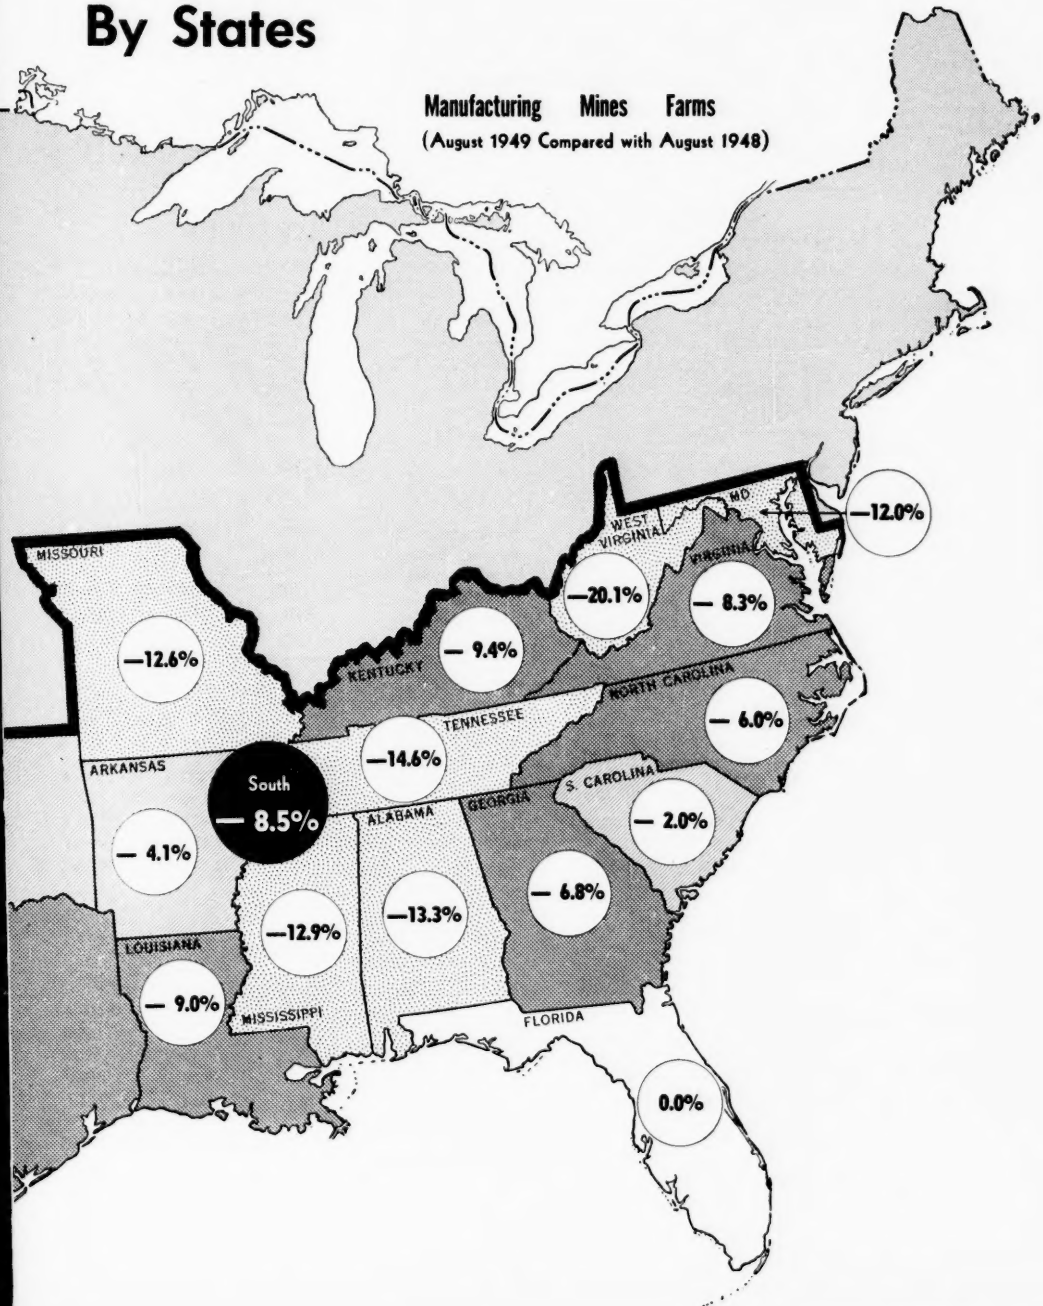 By States
Manufacturing Mines Farms
(August 1949 Compared with August 1948)
MD
—12.0%
WEST
VIRGINIA
—20.1%
VIRGINIA
— 8.3%
MISSOURI
—12.6%
KENTUCKY
— 9.4%
NORTH CAROLINA
— 6.0%
TENNESSEE
—14.6%
ARKANSAS
— 4.1%
South
— 8.5%
S. CAROLINA
— 2.0%
GEORGIA
— 6.8%
ALABAMA
—13.3%
—12.9%
MISSISSIPPI
LOUISIANA
— 9.0%
FLORIDA
0.0%